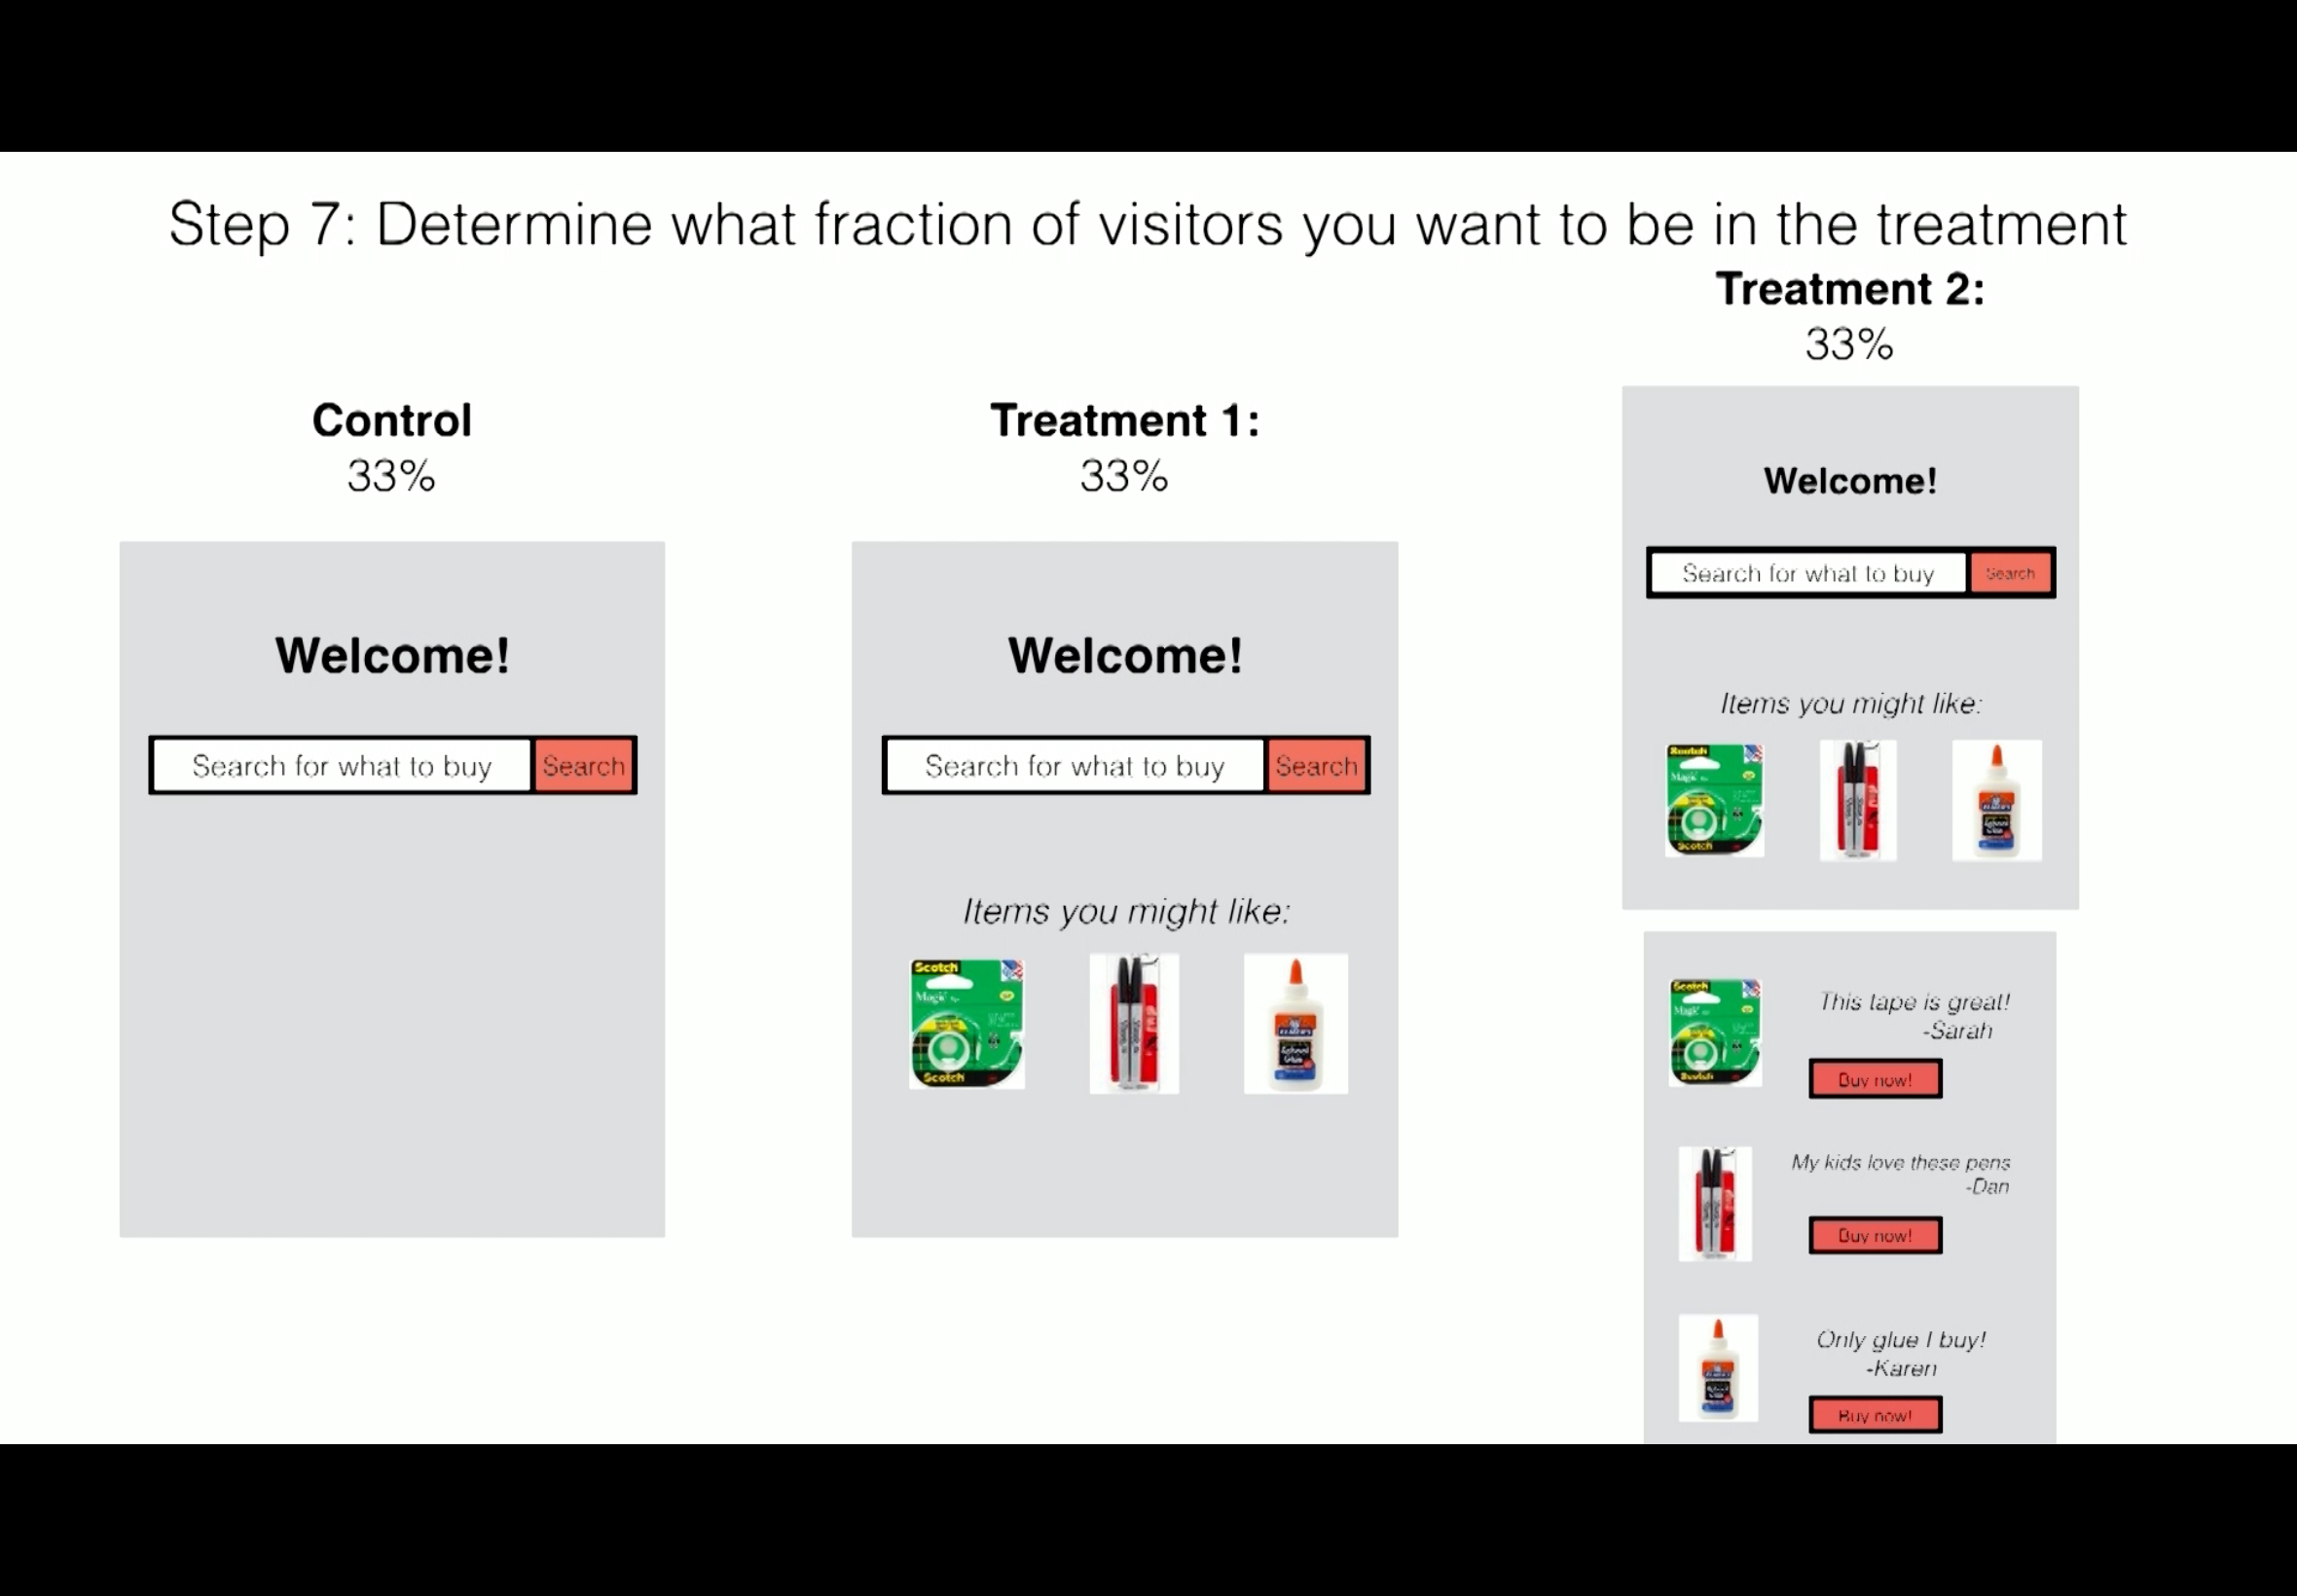 Step 7: Determine what fraction of visitors you want to be in the treatment
Control
33%
Welcome!
Search for what to buy
Search
Treatment 1:
33%
Welcome!
Search for what to buy
Search
Items you might like:
Scotch
Magic
Scotch
Treatment 2:
33%
Welcome!
Search for what to buy
Search
Items you might like:
Scotch
Magic
Scotch
Scotch
Magic
Scotch
This tape is great!
-Sarah
Buy now!
My kids love these pens
-Dan
Buy now!
Only glue I buy!
-Karen
Buy now!